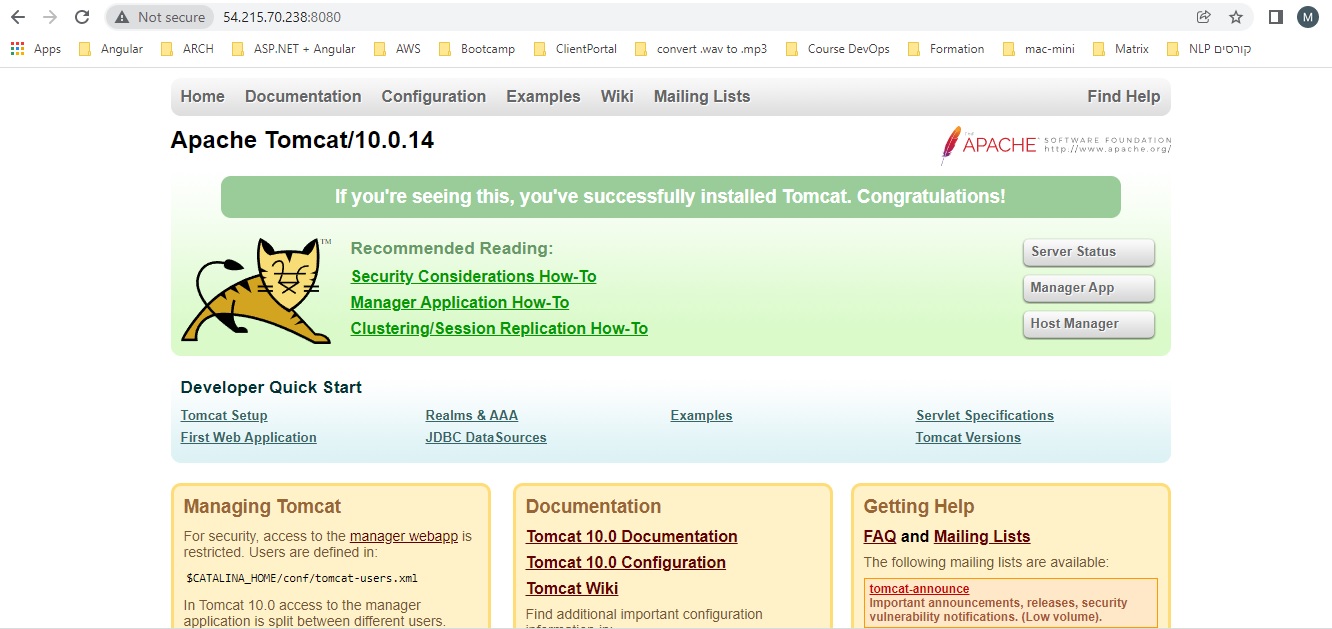 Not secure 54.215.70.238:8080 M
Apps Angular ARCH ASP.NET + Angular AWS Bootcamp ClientPortal convert .wav to .mp3 Course DevOps Formation mac-mini Matrix NLP קורסים
Home Documentation Configuration Examples Wiki Mailing Lists Find Help
Apache Tomcat/10.0.14
THE APACHE SOFTWARE FOUNDATION
http://www.apache.org/
If you're seeing this, you've successfully installed Tomcat. Congratulations!
TM
Recommended Reading:
Security Considerations How-To
Manager Application How-To
Clustering/Session Replication How-To
Server Status
Manager App
Host Manager
Developer Quick Start
Tomcat Setup
First Web Application
Realms & AAA
JDBC DataSources
Examples
Servlet Specifications
Tomcat Versions
Managing Tomcat
For security, access to the manager webapp is
restricted. Users are defined in:
$CATALINA_HOME/conf/tomcat-users.xml
In Tomcat 10.0 access to the manager
application is split between different users.
Documentation
Tomcat 10.0 Documentation
Tomcat 10.0 Configuration
Tomcat Wiki
Find additional important configuration
information in:
Getting Help
FAQ and Mailing Lists
The following mailing lists are available:
tomcat-announce
Important announcements, releases, security
vulnerability notifications. (Low volume).